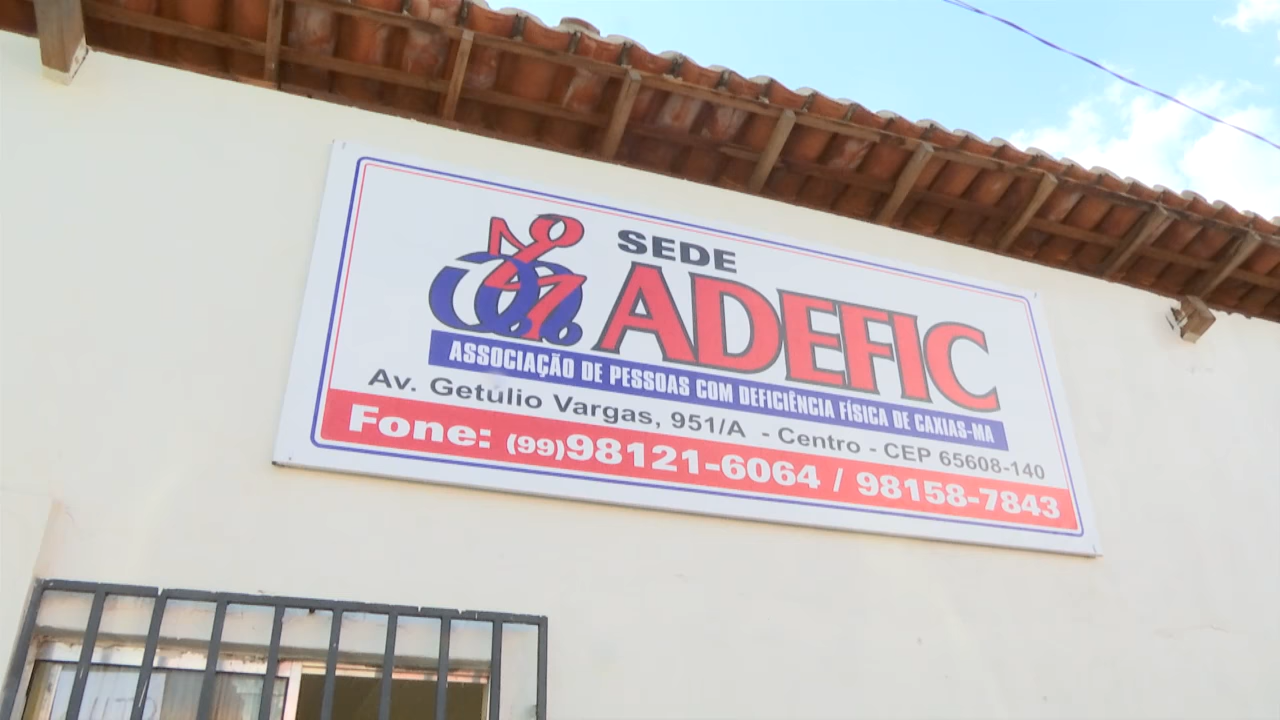 SEDE
ADEFIC
ASSOCIAÇÃO DE PESSOAS COM DEFICIÊNCIA FÍSICA DE CAXIAS-MA
Av. Getúlio Vargas, 951/A - Centro - CEP 65608-140
Fone: (99)98121-6064 / 98158-7843